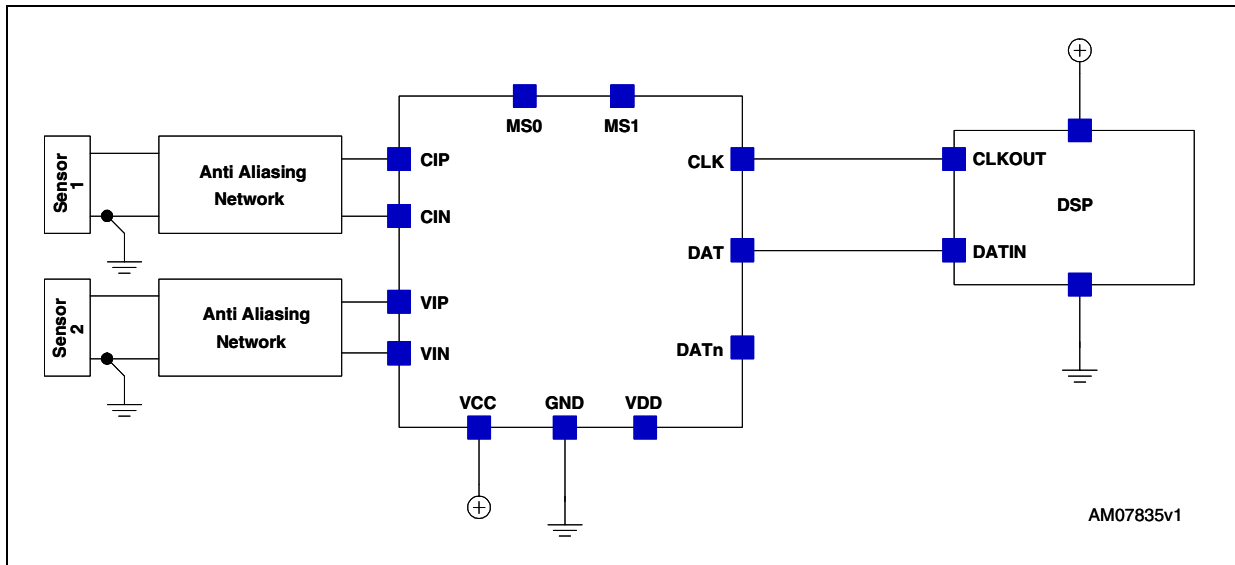 MS0
MS1
Sensor
1
Anti Aliasing
Network
CIP
CIN
CLK
CLKOUT
DSP
DAT
DATIN
Sensor
2
Anti Aliasing
Network
VIP
VIN
DATn
VCC
GND
VDD
AM07835v1